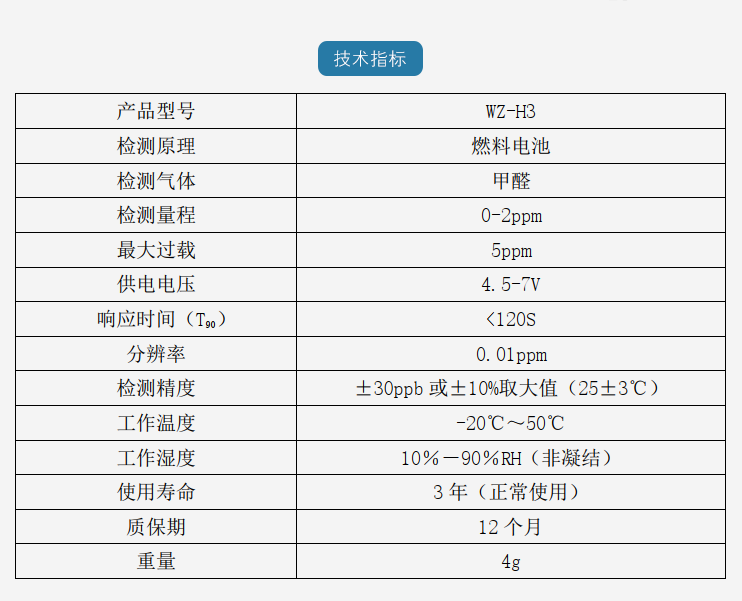 技术指标
产品型号 WZ-H3
检测原理 燃料电池
检测气体 甲醛
检测量程 0-2ppm
最大过载 5ppm
供电电压 4.5-7V
响应时间（T₉₀） <120S
分辨率 0.01ppm
检测精度 ±30ppb 或±10%取大值（25±3℃）
工作温度 -20℃～50℃
工作湿度 10%－90%RH（非凝结）
使用寿命 3 年（正常使用）
质保期 12 个月
重量 4g